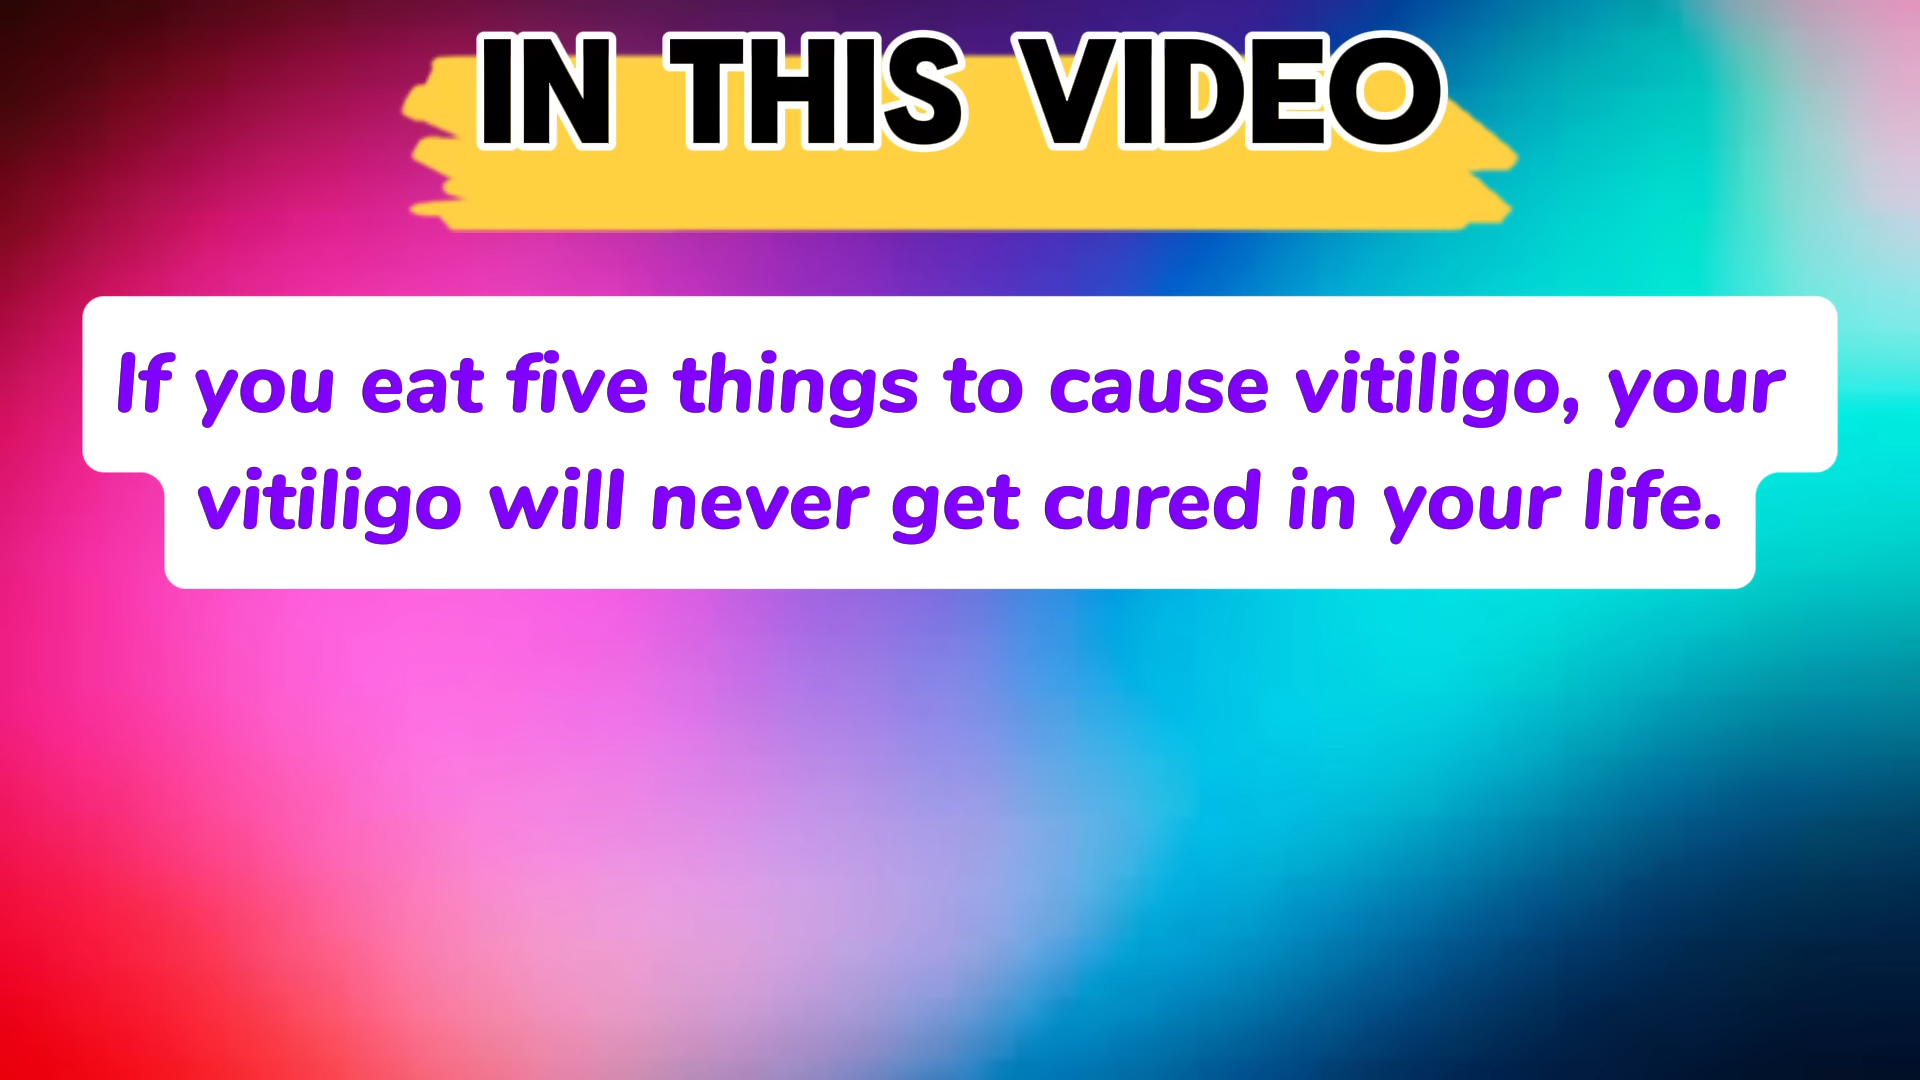 IN THIS VIDEO
If you eat five things to cause vitiligo, your
vitiligo will never get cured in your life.